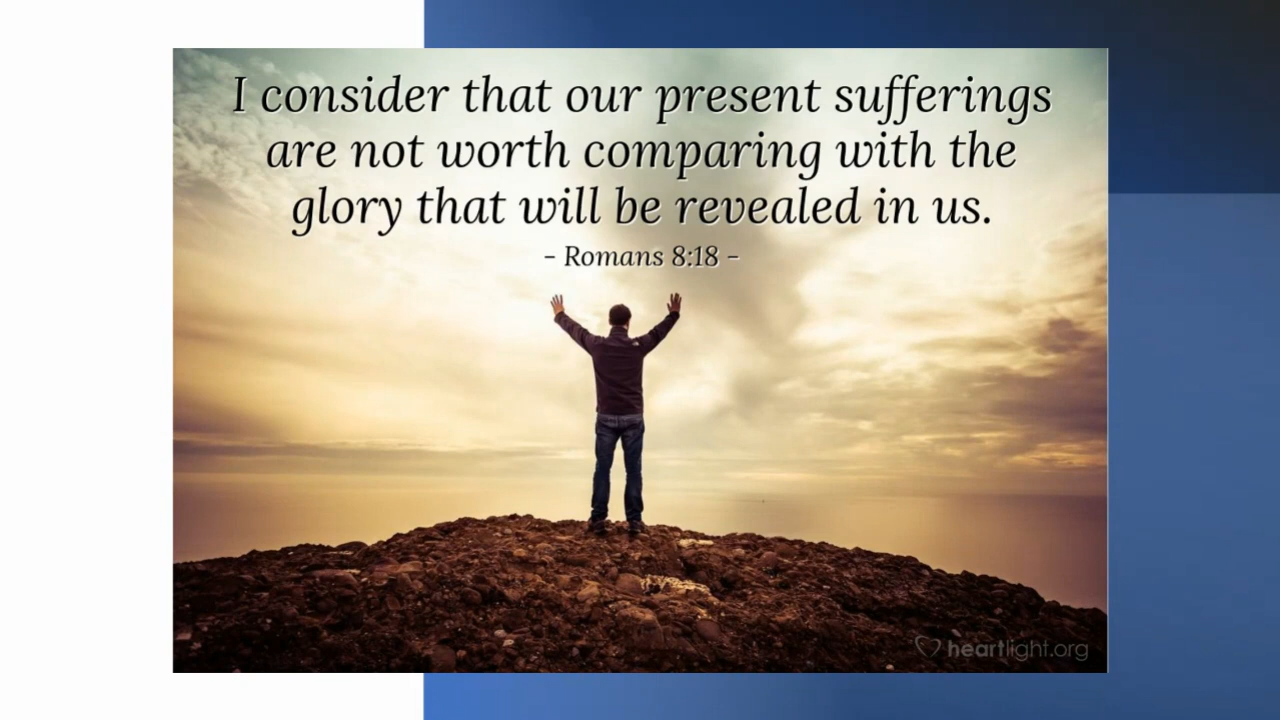 I consider that our present sufferings
are not worth comparing with the
glory that will be revealed in us.
- Romans 8:18 -
heartlight.org